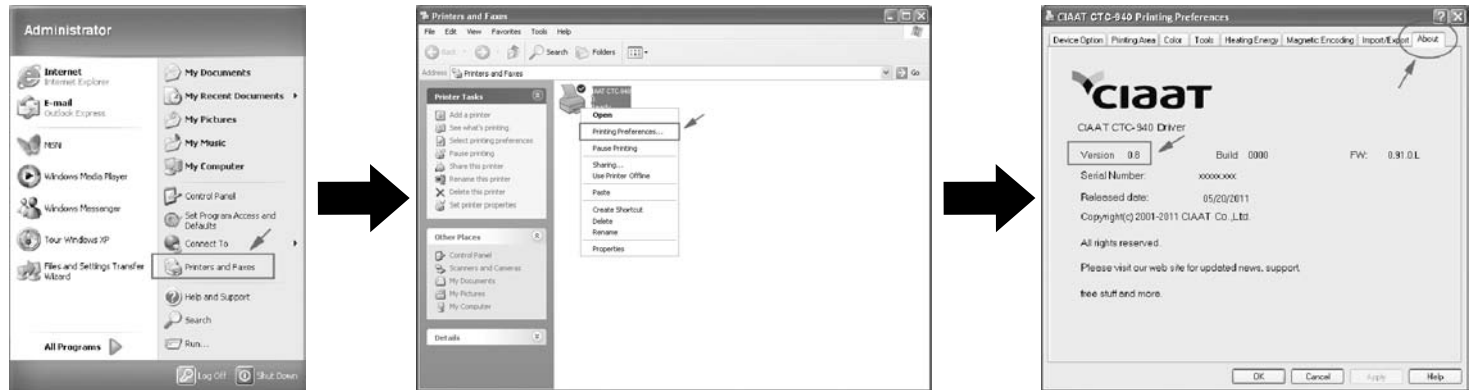 Administrator
Internet
Internet Explorer
E-mail
Outlook Express
MSN
Windows Media Player
Windows Messenger
Tour Windows XP
Files and Settings Transfer
Wizard
All Programs
My Documents
My Recent Documents
My Pictures
My Music
My Computer
Control Panel
Set Program Access and
Defaults
Connect To
Printers and Faxes
Help and Support
Search
Run...
Log Off
Shut Down
Printers and Faxes
File Edit View Favorites Tools Help
Back Search Folders
Address Printers and Faxes Go
Printer Tasks
Add a printer
See what's printing
Select printing preferences
Pause printing
Share this printer
Rename this printer
Delete this printer
Set printer properties
Other Places
Control Panel
Scanners and Cameras
My Documents
My Pictures
My Computer
Details
CIAAT CTC-940
Ready
Open
Printing Preferences...
Pause Printing
Sharing...
Use Printer Offline
Paste
Create Shortcut
Delete
Rename
Properties
CIAAT CTC-940 Printing Preferences
Device Option Printing Area Color Tools Heating Energy Magnetic Encoding Import/Export About
CIAAT
CIAAT CTC-940 Driver
Version 0.8 Build 0000 FW: 0.91.0.L
Serial Number: xxxxx.xxx
Released date: 05/20/2011
Copyright(c) 2001-2011 CIAAT Co.,Ltd.
All rights reserved.
Please visit our web site for updated news, support
free stuff and more.
OK Cancel Apply Help